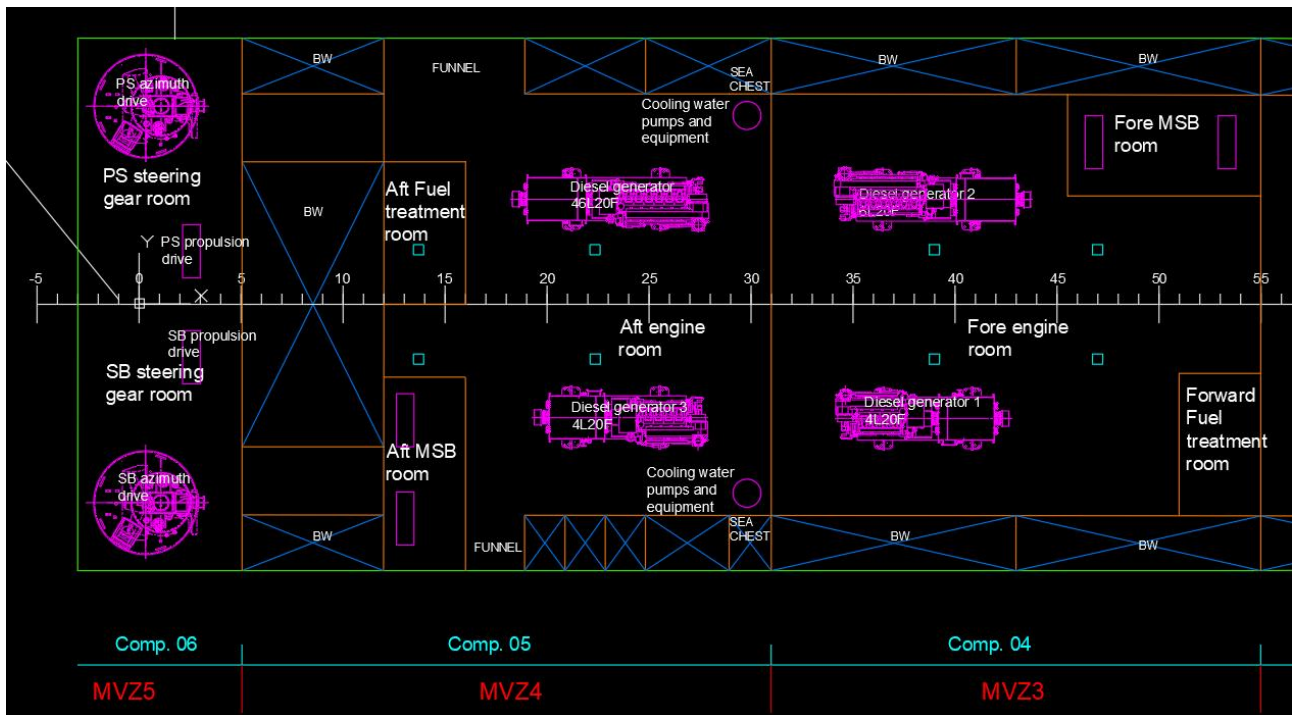 BW
FUNNEL
SEA
CHEST
BW
BW
PS azimuth
drive
Cooling water
pumps and
equipment
Fore MSB
room
PS steering
gear room
Aft Fuel
treatment
room
BW
Diesel generator
46L20F
Diesel generator 2
6L20F
Y
PS propulsion
drive
-5
0
5
10
15
20
25
30
35
40
45
50
55
X
SB propulsion
drive
SB steering
gear room
Aft engine
room
Fore engine
room
Diesel generator 3
4L20F
Diesel generator 1
4L20F
Forward
Fuel
treatment
room
Aft MSB
room
SB azimuth
drive
Cooling water
pumps and
equipment
BW
FUNNEL
SEA
CHEST
BW
BW
Comp. 06
Comp. 05
Comp. 04
MVZ5
MVZ4
MVZ3